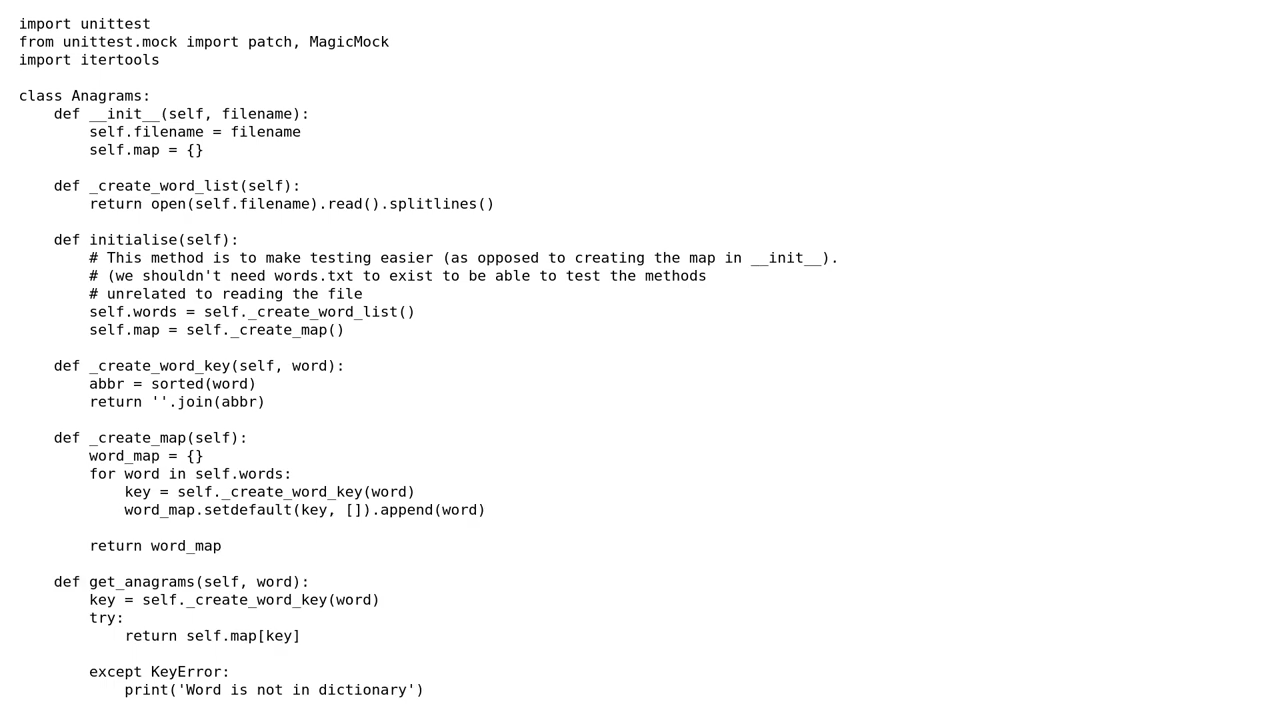 import unittest
from unittest.mock import patch, MagicMock
import itertools
class Anagrams:
    def __init__(self, filename):
        self.filename = filename
        self.map = {}
    def _create_word_list(self):
        return open(self.filename).read().splitlines()
    def initialise(self):
        # This method is to make testing easier (as opposed to creating the map in __init__).
        # (we shouldn't need words.txt to exist to be able to test the methods
        # unrelated to reading the file
        self.words = self._create_word_list()
        self.map = self._create_map()
    def _create_word_key(self, word):
        abbr = sorted(word)
        return ''.join(abbr)
    def _create_map(self):
        word_map = {}
        for word in self.words:
            key = self._create_word_key(word)
            word_map.setdefault(key, []).append(word)
        return word_map
    def get_anagrams(self, word):
        key = self._create_word_key(word)
        try:
            return self.map[key]
        except KeyError:
            print('Word is not in dictionary')